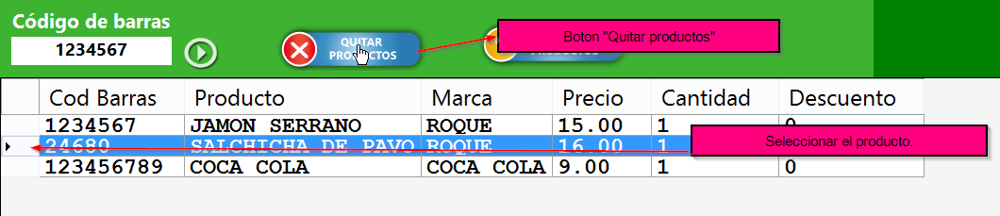 Código de barras
1234567
QUITAR
PRODUCTOS
Boton "Quitar productos"
PRODUCTOS
Cod Barras Producto Marca Precio Cantidad Descuento
1234567 JAMON SERRANO ROQUE 15.00 1 0
24680 SALCHICHA DE PAVO ROQUE 16.00 1
Seleccionar el producto.
123456789 COCA COLA COCA COLA 9.00 1 0